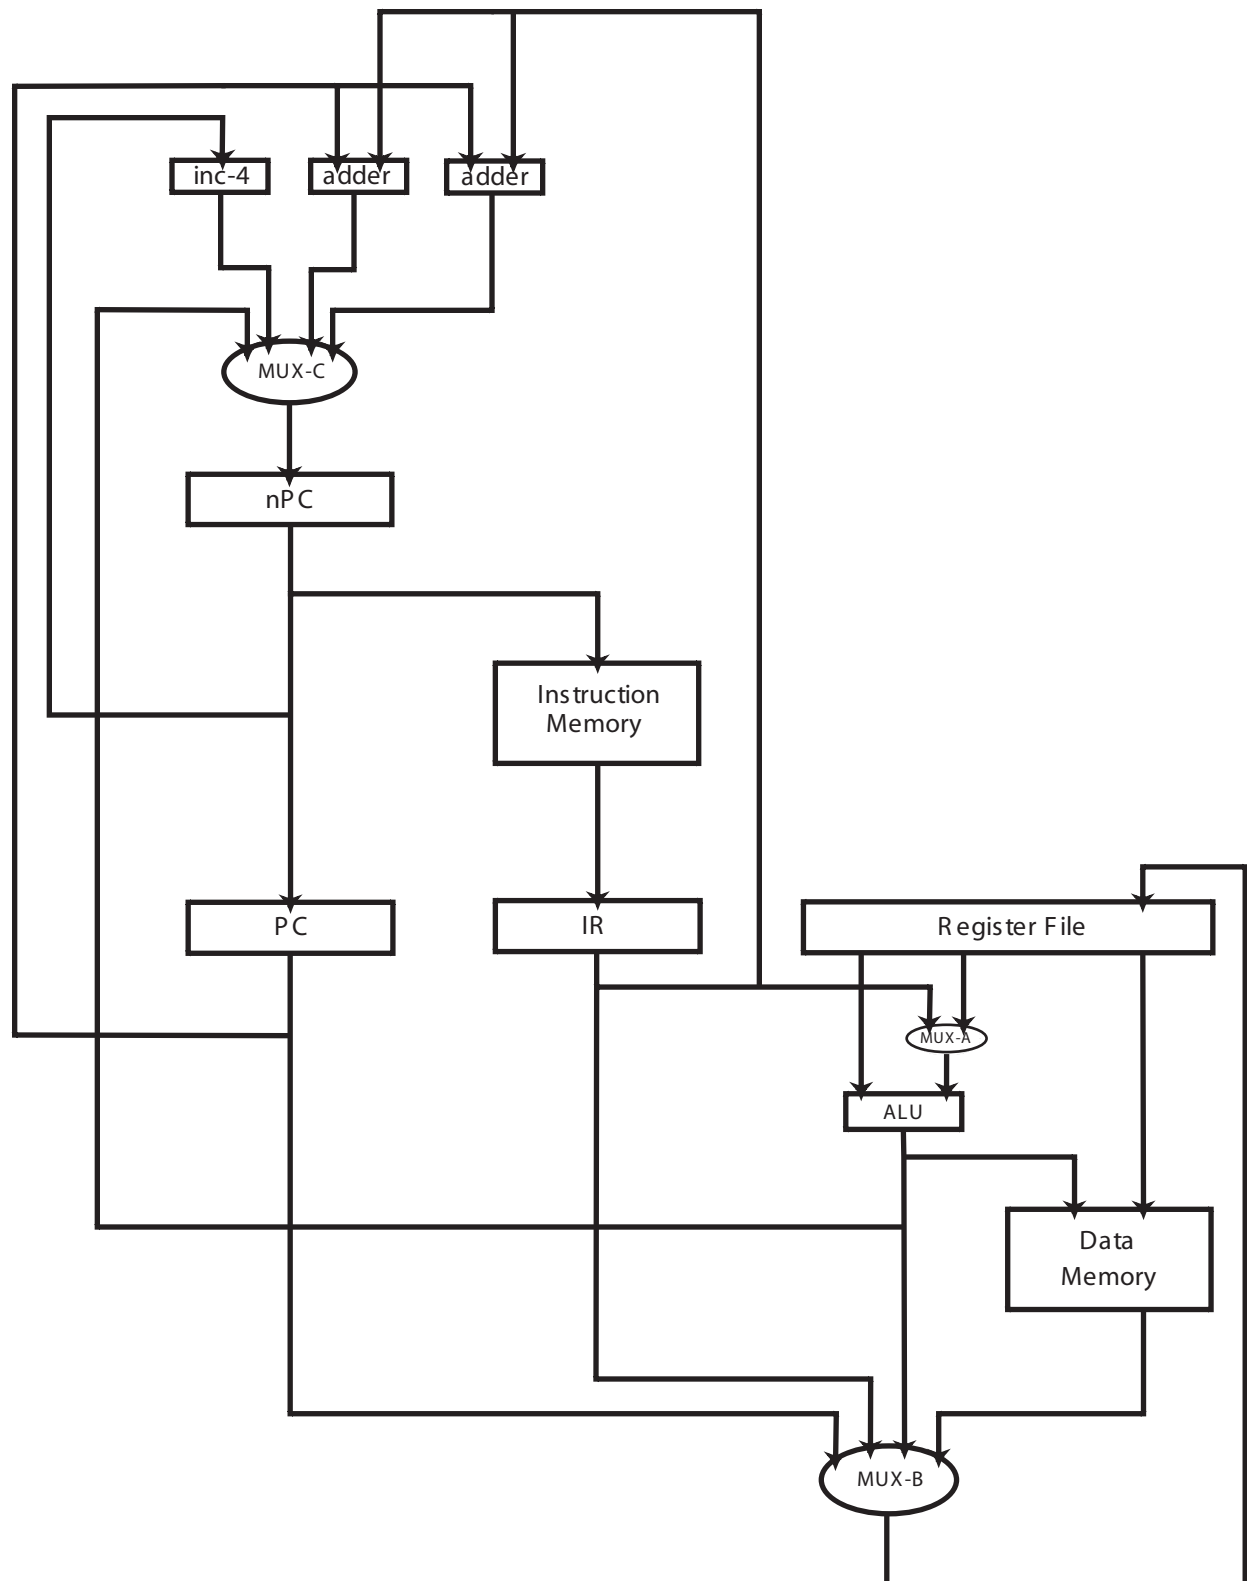 inc-4
adder
adder
MUX-C
nPC
Instruction
Memory
PC
IR
Register File
MUX-A
ALU
Data
Memory
MUX-B